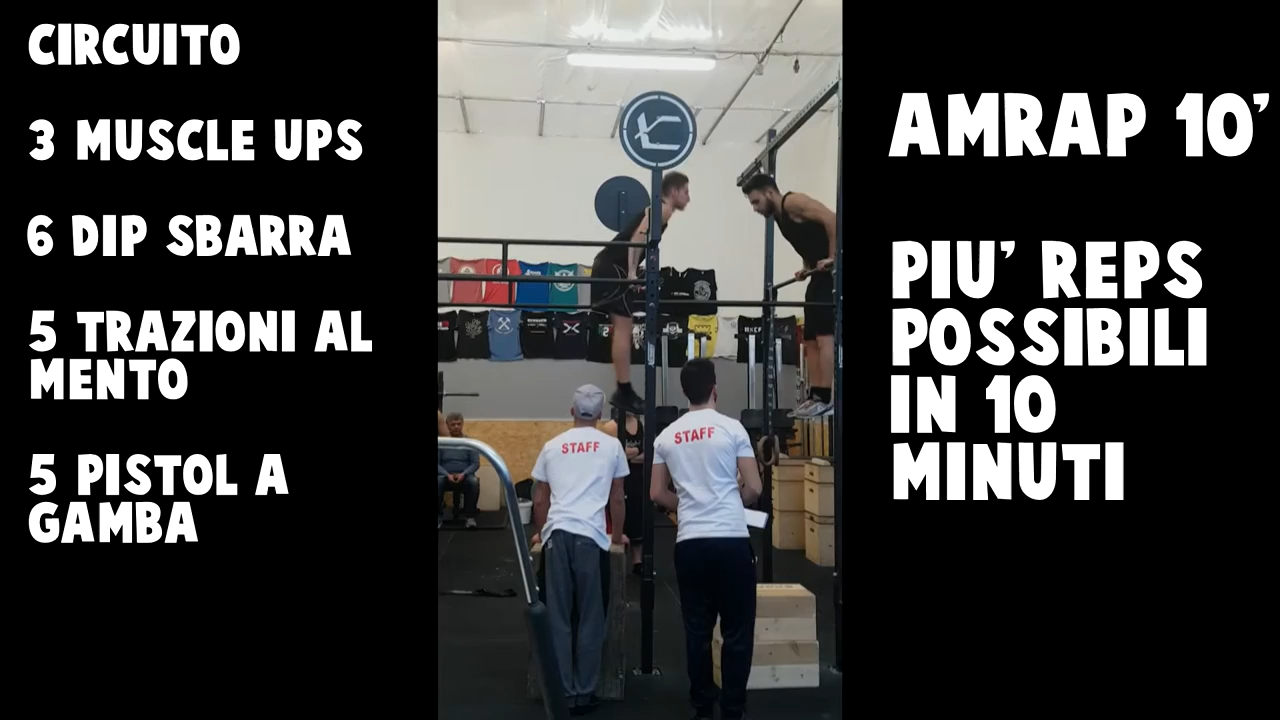 CIRCUITO
3 MUSCLE UPS
6 DIP SBARRA
5 TRAZIONI AL
MENTO
5 PISTOL A
GAMBA
STAFF
STAFF
AMRAP 10'
PIU' REPS
POSSIBILI
IN 10
MINUTI